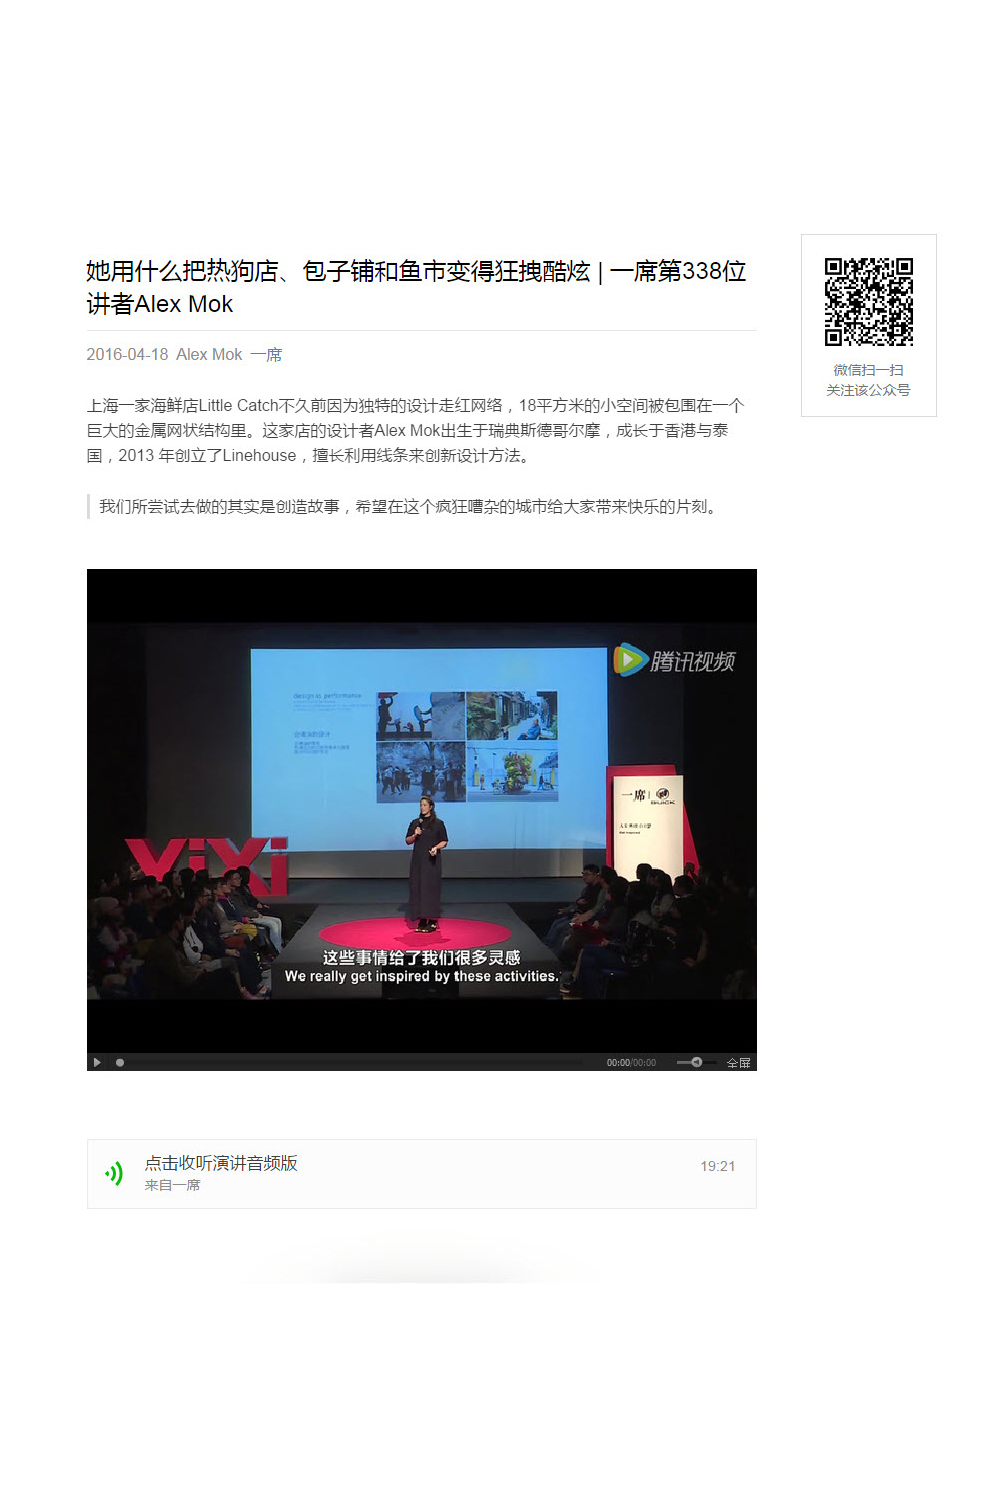 她用什么把热狗店、包子铺和鱼市变得狂拽酷炫 | 一席第338位
讲者Alex Mok
2016-04-18 Alex Mok 一席
微信扫一扫
关注该公众号
上海一家海鲜店Little Catch不久前因为独特的设计走红网络，18平方米的小空间被包围在一个
巨大的金属网状结构里。这家店的设计者Alex Mok出生于瑞典斯德哥尔摩，成长于香港与泰
国，2013 年创立了Linehouse，擅长利用线条来创新设计方法。
我们所尝试去做的其实是创造故事，希望在这个疯狂嘈杂的城市给大家带来快乐的片刻。
腾讯视频
design is performance
一席
BUICK
YiXi
这些事情给了我们很多灵感
We really get inspired by these activities.
00:00/00:00
全屏
点击收听演讲音频版
19:21
来自一席